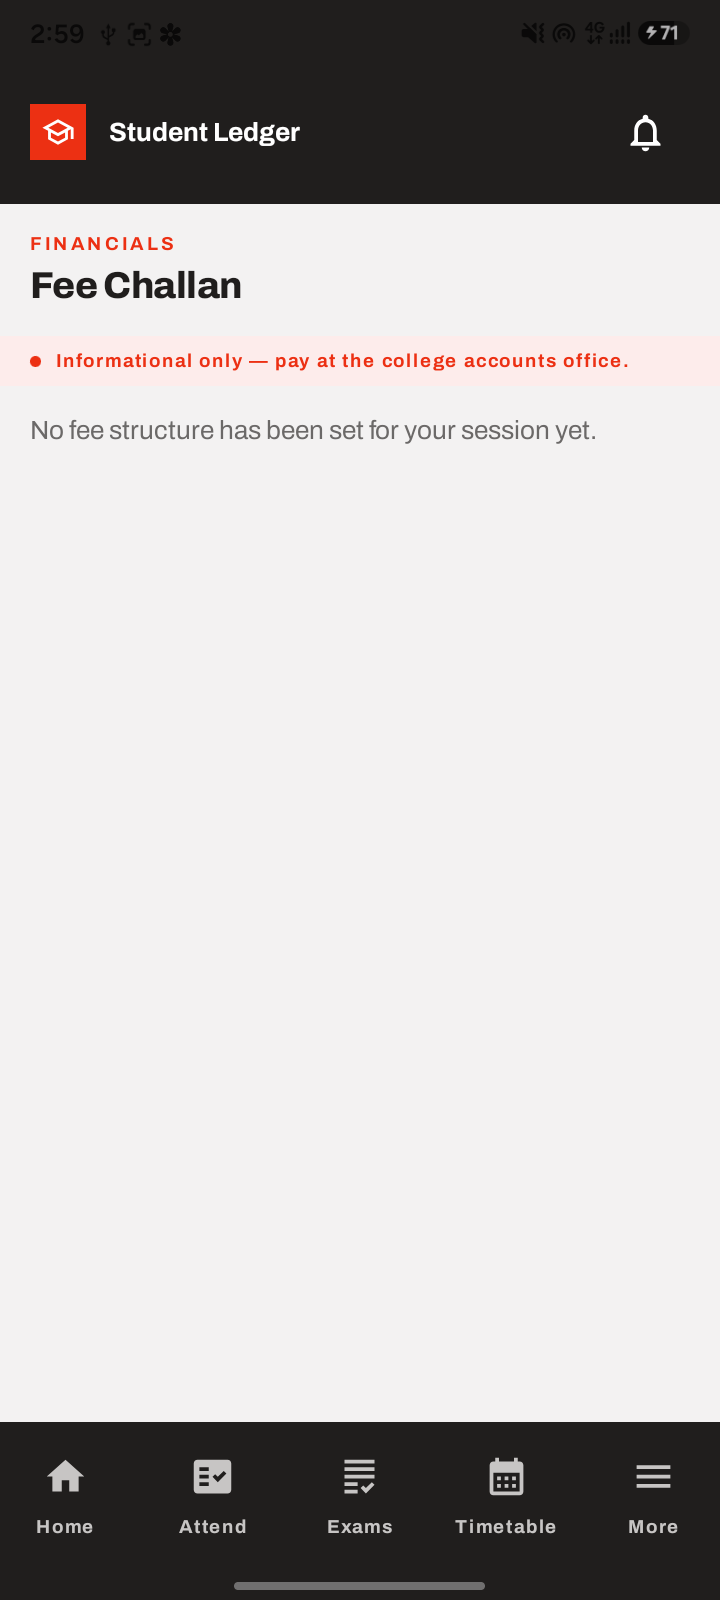 2:59
4G
71
Student Ledger
FINANCIALS
Fee Challan
Informational only — pay at the college accounts office.
No fee structure has been set for your session yet.
Home
Attend
Exams
Timetable
More